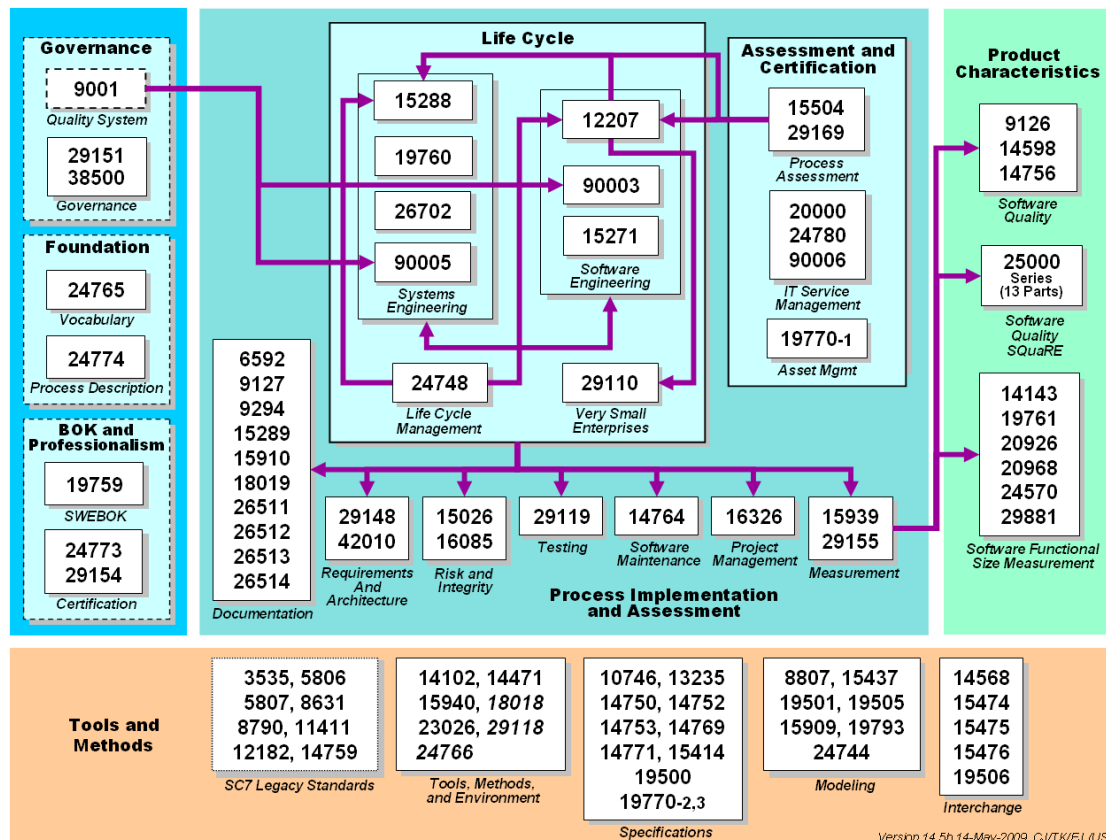 Governance
9001
Quality System
29151
38500
Governance
Foundation
24765
Vocabulary
24774
Process Description
BOK and
Professionalism
19759
SWEBOK
24773
29154
Certification
Life Cycle
15288
19760
26702
90005
Systems
Engineering
12207
90003
15271
Software
Engineering
24748
Life Cycle
Management
29110
Very Small
Enterprises
Assessment and
Certification
15504
29169
Process
Assessment
20000
24780
90006
IT Service
Management
19770-1
Asset Mgmt
6592
9127
9294
15289
15910
18019
26511
26512
26513
26514
Documentation
29148
42010
Requirements
And
Architecture
15026
16085
Risk and
Integrity
29119
Testing
14764
Software
Maintenance
16326
Project
Management
15939
29155
Measurement
Process Implementation
and Assessment
Product
Characteristics
9126
14598
14756
Software
Quality
25000
Series
(13 Parts)
Software
Quality
SQuaRE
14143
19761
20926
20968
24570
29881
Software Functional
Size Measurement
Tools and
Methods
3535, 5806
5807, 8631
8790, 11411
12182, 14759
SC7 Legacy Standards
14102, 14471
15940, 18018
23026, 29118
24766
Tools, Methods,
and Environment
10746, 13235
14750, 14752
14753, 14769
14771, 15414
19500
19770-2,3
Specifications
8807, 15437
19501, 19505
15909, 19793
24744
Modeling
14568
15474
15475
15476
19506
Interchange
Version 14.5b 14-May-2009